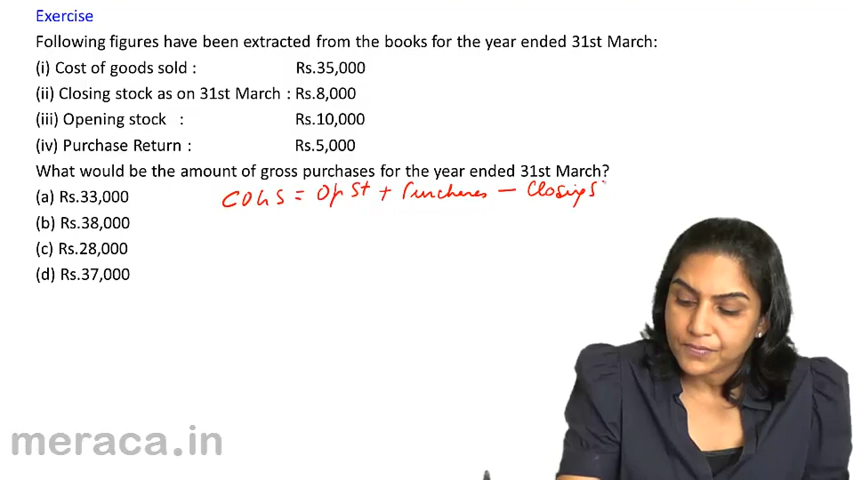 Exercise
Following figures have been extracted from the books for the year ended 31st March:
(i) Cost of goods sold : Rs.35,000
(ii) Closing stock as on 31st March : Rs.8,000
(iii) Opening stock : Rs.10,000
(iv) Purchase Return : Rs.5,000
What would be the amount of gross purchases for the year ended 31st March?
COGS = Op St + Purchases – Closing S
(a) Rs.33,000
(b) Rs.38,000
(c) Rs.28,000
(d) Rs.37,000
meraca.in